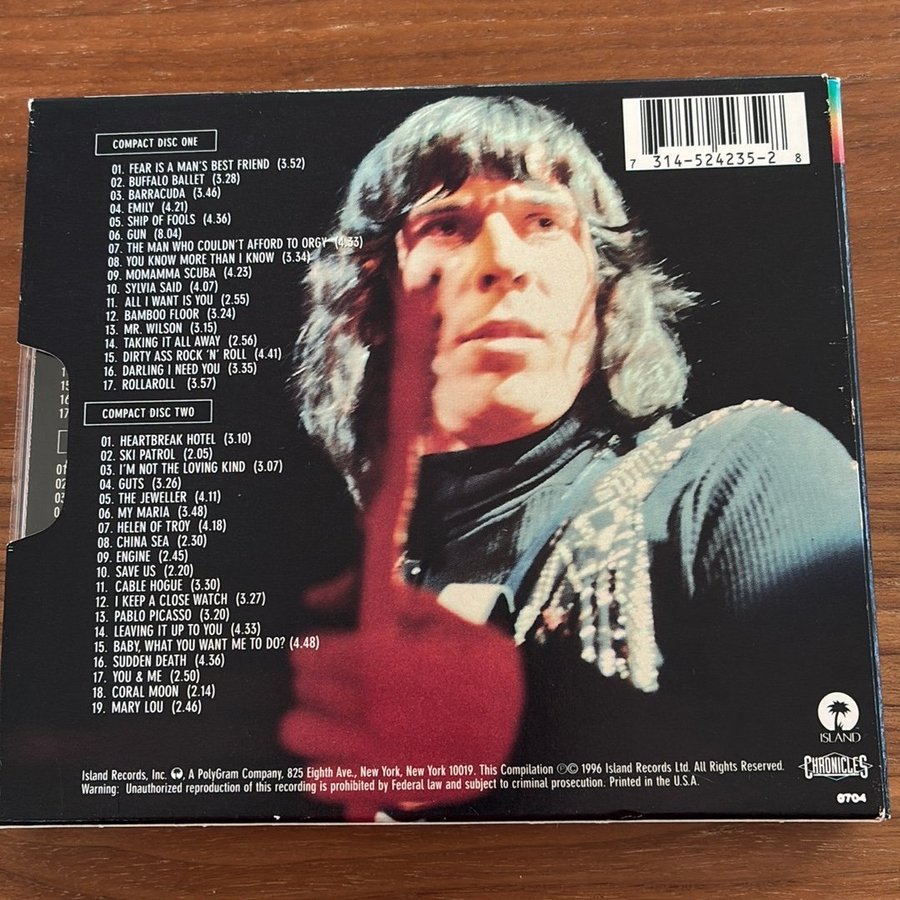 7 314-524235-2 8
COMPACT DISC ONE
01. FEAR IS A MAN'S BEST FRIEND (3.52)
02. BUFFALO BALLET (3.28)
03. BARRACUDA (3.46)
04. EMILY (4.21)
05. SHIP OF FOOLS (4.36)
06. GUN (8.04)
07. THE MAN WHO COULDN'T AFFORD TO ORGY (4.33)
08. YOU KNOW MORE THAN I KNOW (3.34)
09. MOMAMMA SCUBA (4.23)
10. SYLVIA SAID (4.07)
11. ALL I WANT IS YOU (2.55)
12. BAMBOO FLOOR (3.24)
13. MR. WILSON (3.15)
14. TAKING IT ALL AWAY (2.56)
15. DIRTY ASS ROCK 'N' ROLL (4.41)
16. DARLING I NEED YOU (3.35)
17. ROLLAROLL (3.57)
COMPACT DISC TWO
01. HEARTBREAK HOTEL (3.10)
02. SKI PATROL (2.05)
03. I'M NOT THE LOVING KIND (3.07)
04. GUTS (3.26)
05. THE JEWELLER (4.11)
06. MY MARIA (3.48)
07. HELEN OF TROY (4.18)
08. CHINA SEA (2.30)
09. ENGINE (2.45)
10. SAVE US (2.20)
11. CABLE HOGUE (3.30)
12. I KEEP A CLOSE WATCH (3.27)
13. PABLO PICASSO (3.20)
14. LEAVING IT UP TO YOU (4.33)
15. BABY, WHAT YOU WANT ME TO DO? (4.48)
16. SUDDEN DEATH (4.36)
17. YOU & ME (2.50)
18. CORAL MOON (2.14)
19. MARY LOU (2.46)
ISLAND
CHRONICLES
Island Records, Inc. , A PolyGram Company, 825 Eighth Ave., New York, New York 10019. This Compilation ℗© 1996 Island Records Ltd. All Rights Reserved.
Warning: Unauthorized reproduction of this recording is prohibited by Federal law and subject to criminal prosecution. Printed in the U.S.A.
6704